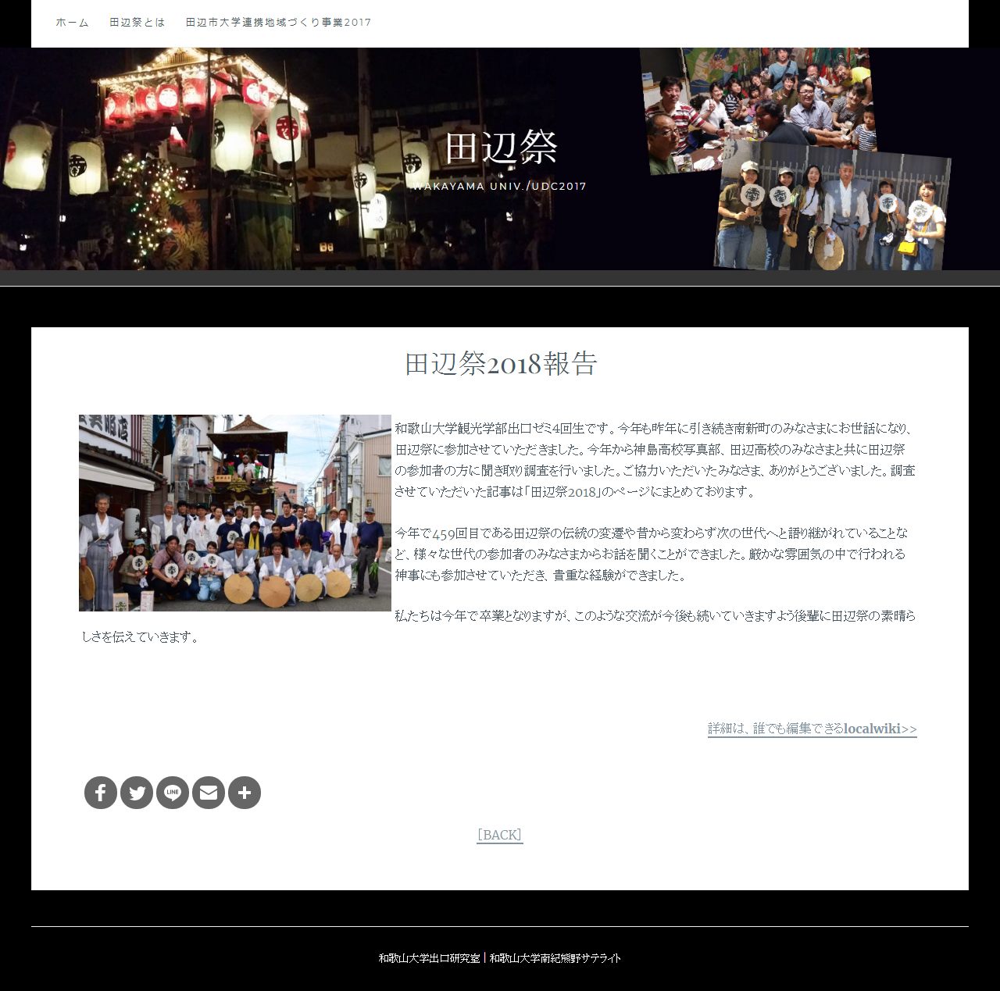 ホーム 田辺祭とは 田辺市大学連携地域づくり事業2017
田辺祭
WAKAYAMA UNIV./UDC2017
田辺祭2018報告
和歌山大学観光学部出口ゼミ4回生です。今年も昨年に引き続き南新町のみなさまにお世話になり、
田辺祭に参加させていただきました。今年から神島高校写真部、田辺高校のみなさまと共に田辺祭
の参加者の方に聞き取り調査を行いました。ご協力いただいたみなさま、ありがとうございました。調査
させていただいた記事は「田辺祭2018」のページにまとめております。
今年で459回目である田辺祭の伝統の変遷や昔から変わらず次の世代へと語り継がれていることな
ど、様々な世代の参加者のみなさまからお話を聞くことができました。厳かな雰囲気の中で行われる
神事にも参加させていただき、貴重な経験ができました。
私たちは今年で卒業となりますが、このような交流が今後も続いていきますよう後輩に田辺祭の素晴ら
しさを伝えていきます。
詳細は、誰でも編集できるlocalwiki>>
LINE
[BACK]
和歌山大学出口研究室 | 和歌山大学南紀熊野サテライト